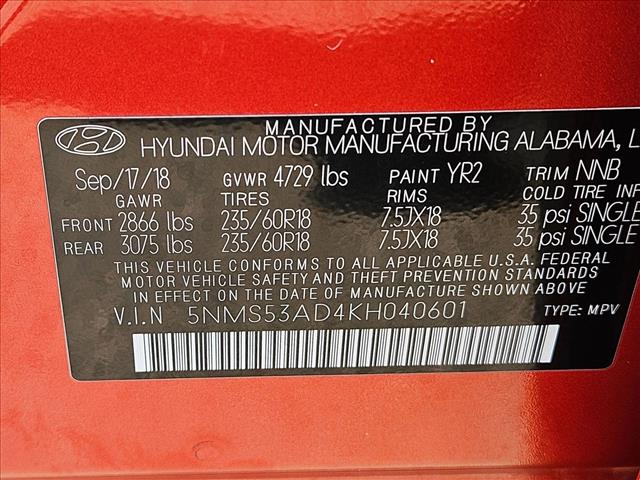 MANUFACTURED BY
HYUNDAI MOTOR MANUFACTURING ALABAMA, L
Sep/17/18 GVWR 4729 lbs PAINT YR2 TRIM NNB
GAWR TIRES RIMS COLD TIRE INF
FRONT 2866 lbs 235/60R18 7.5JX18 35 psi SINGLE
REAR 3075 lbs 235/60R18 7.5JX18 35 psi SINGLE
THIS VEHICLE CONFORMS TO ALL APPLICABLE U.S.A. FEDERAL
MOTOR VEHICLE SAFETY AND THEFT PREVENTION STANDARDS
IN EFFECT ON THE DATE OF MANUFACTURE SHOWN ABOVE.
V.I.N 5NMS53AD4KH040601 TYPE: MPV